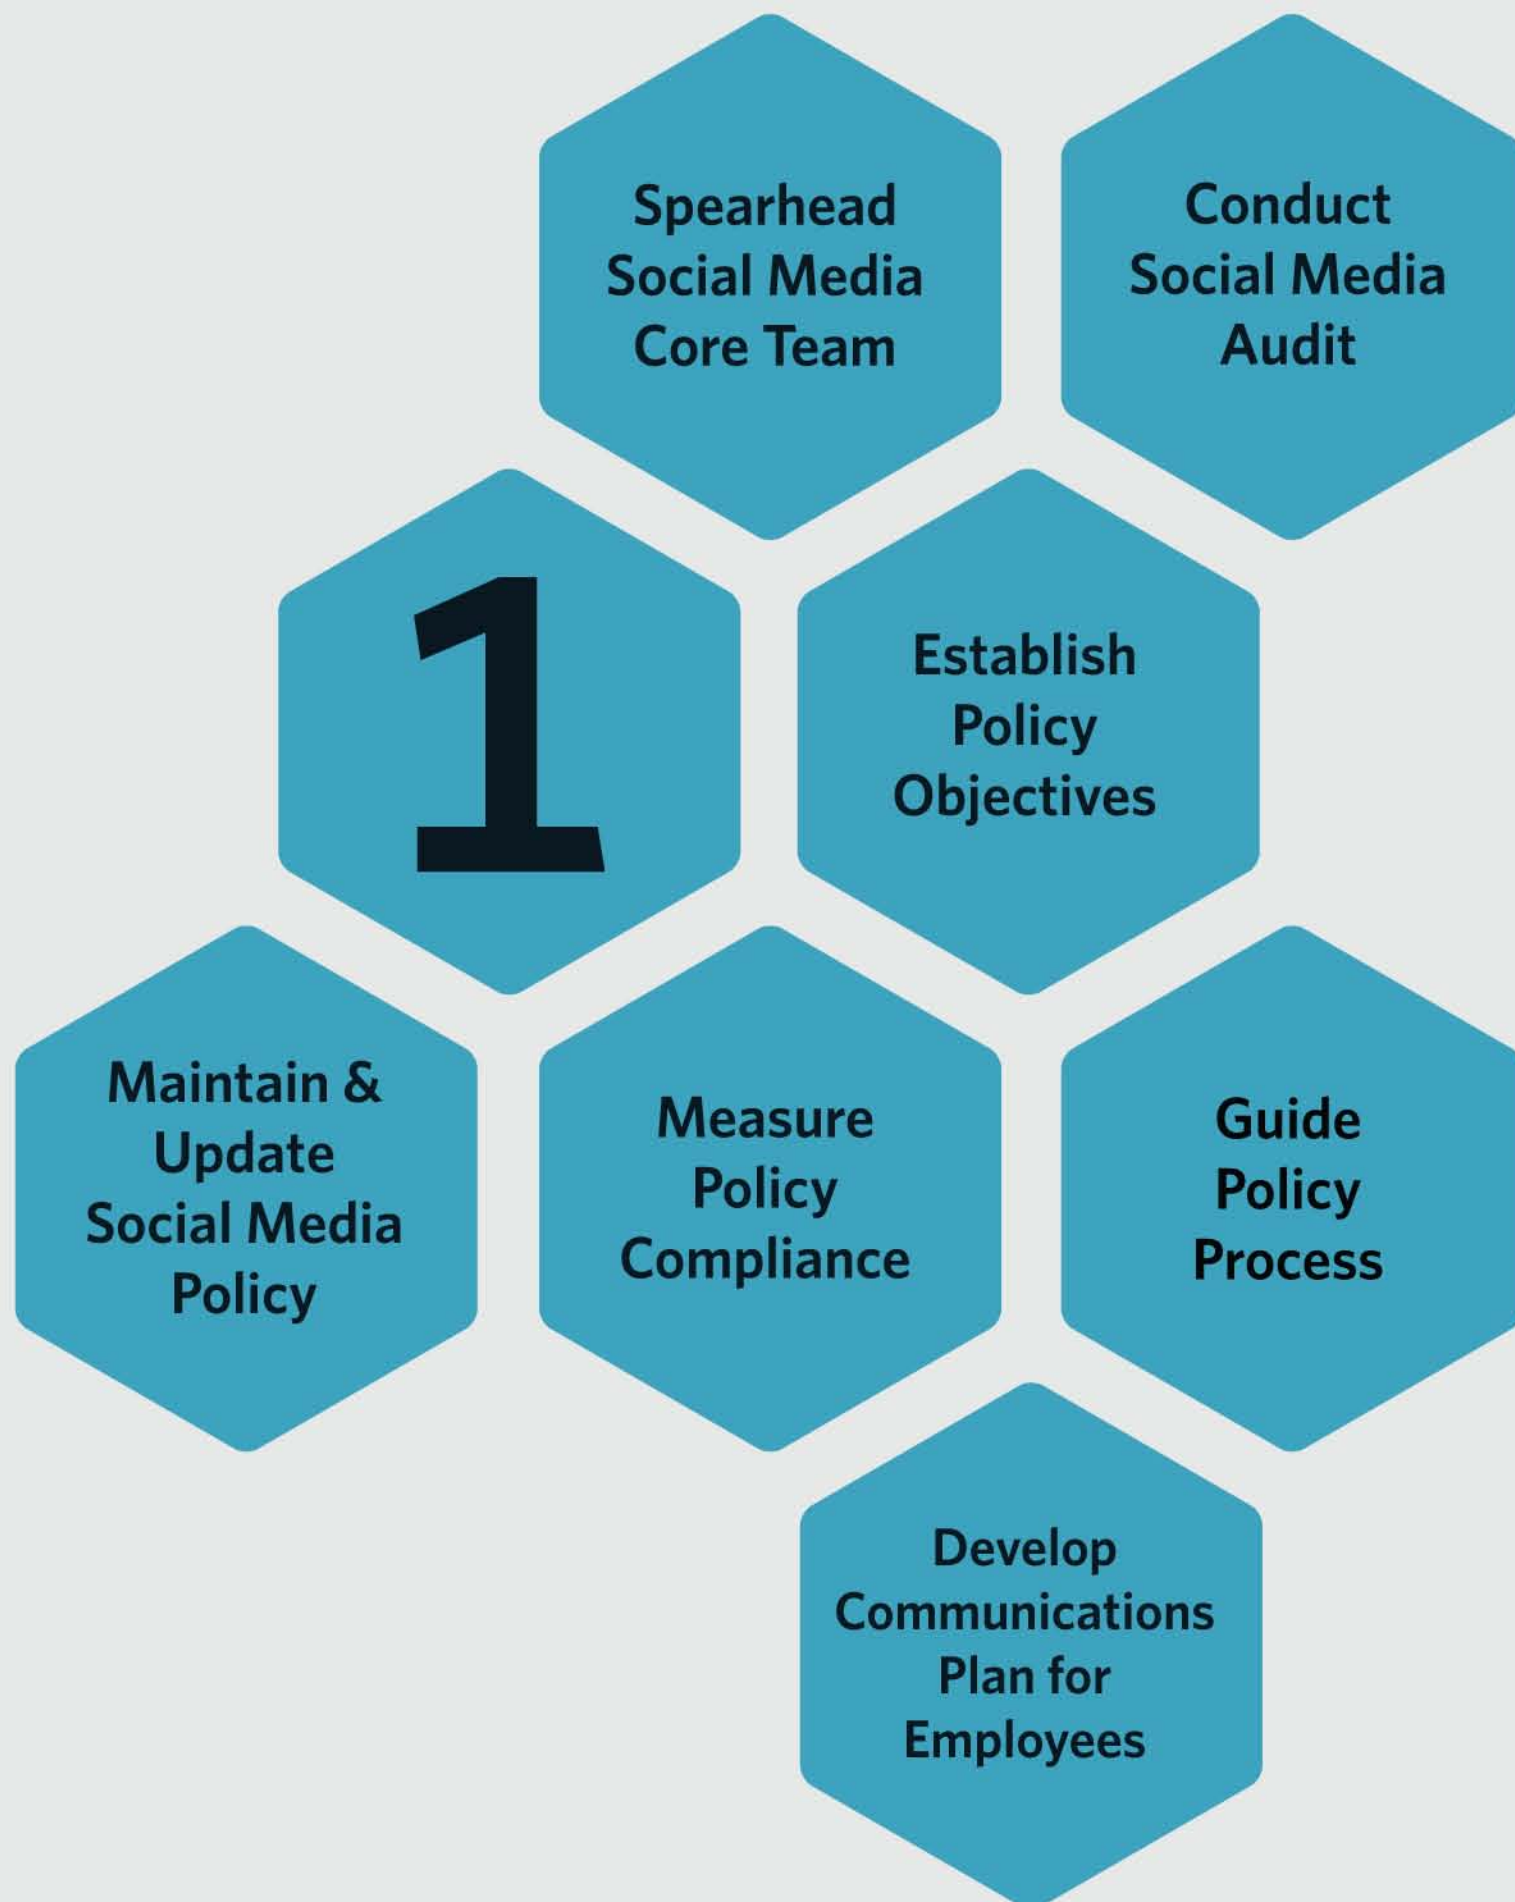 Spearhead
Social Media
Core Team
Conduct
Social Media
Audit
1
Establish
Policy
Objectives
Maintain &
Update
Social Media
Policy
Measure
Policy
Compliance
Guide
Policy
Process
Develop
Communications
Plan for
Employees